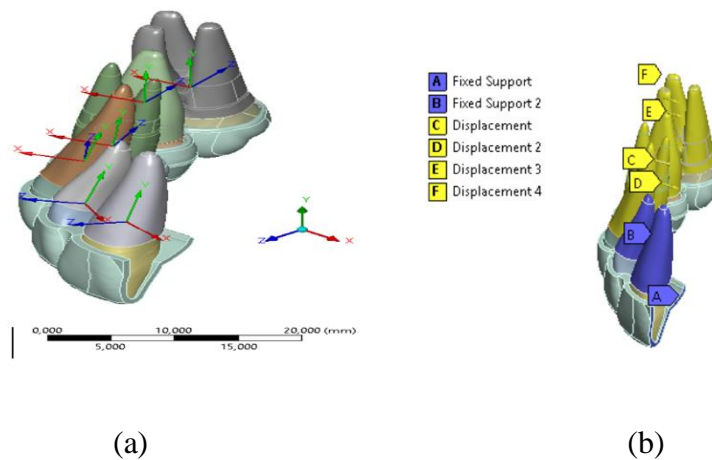 A Fixed Support
B Fixed Support 2
C Displacement
D Displacement 2
E Displacement 3
F Displacement 4
F
E
C
D
B
A
Y
X
Z
0,000 10,000 20,000 (mm)
5,000 15,000
(a) (b)